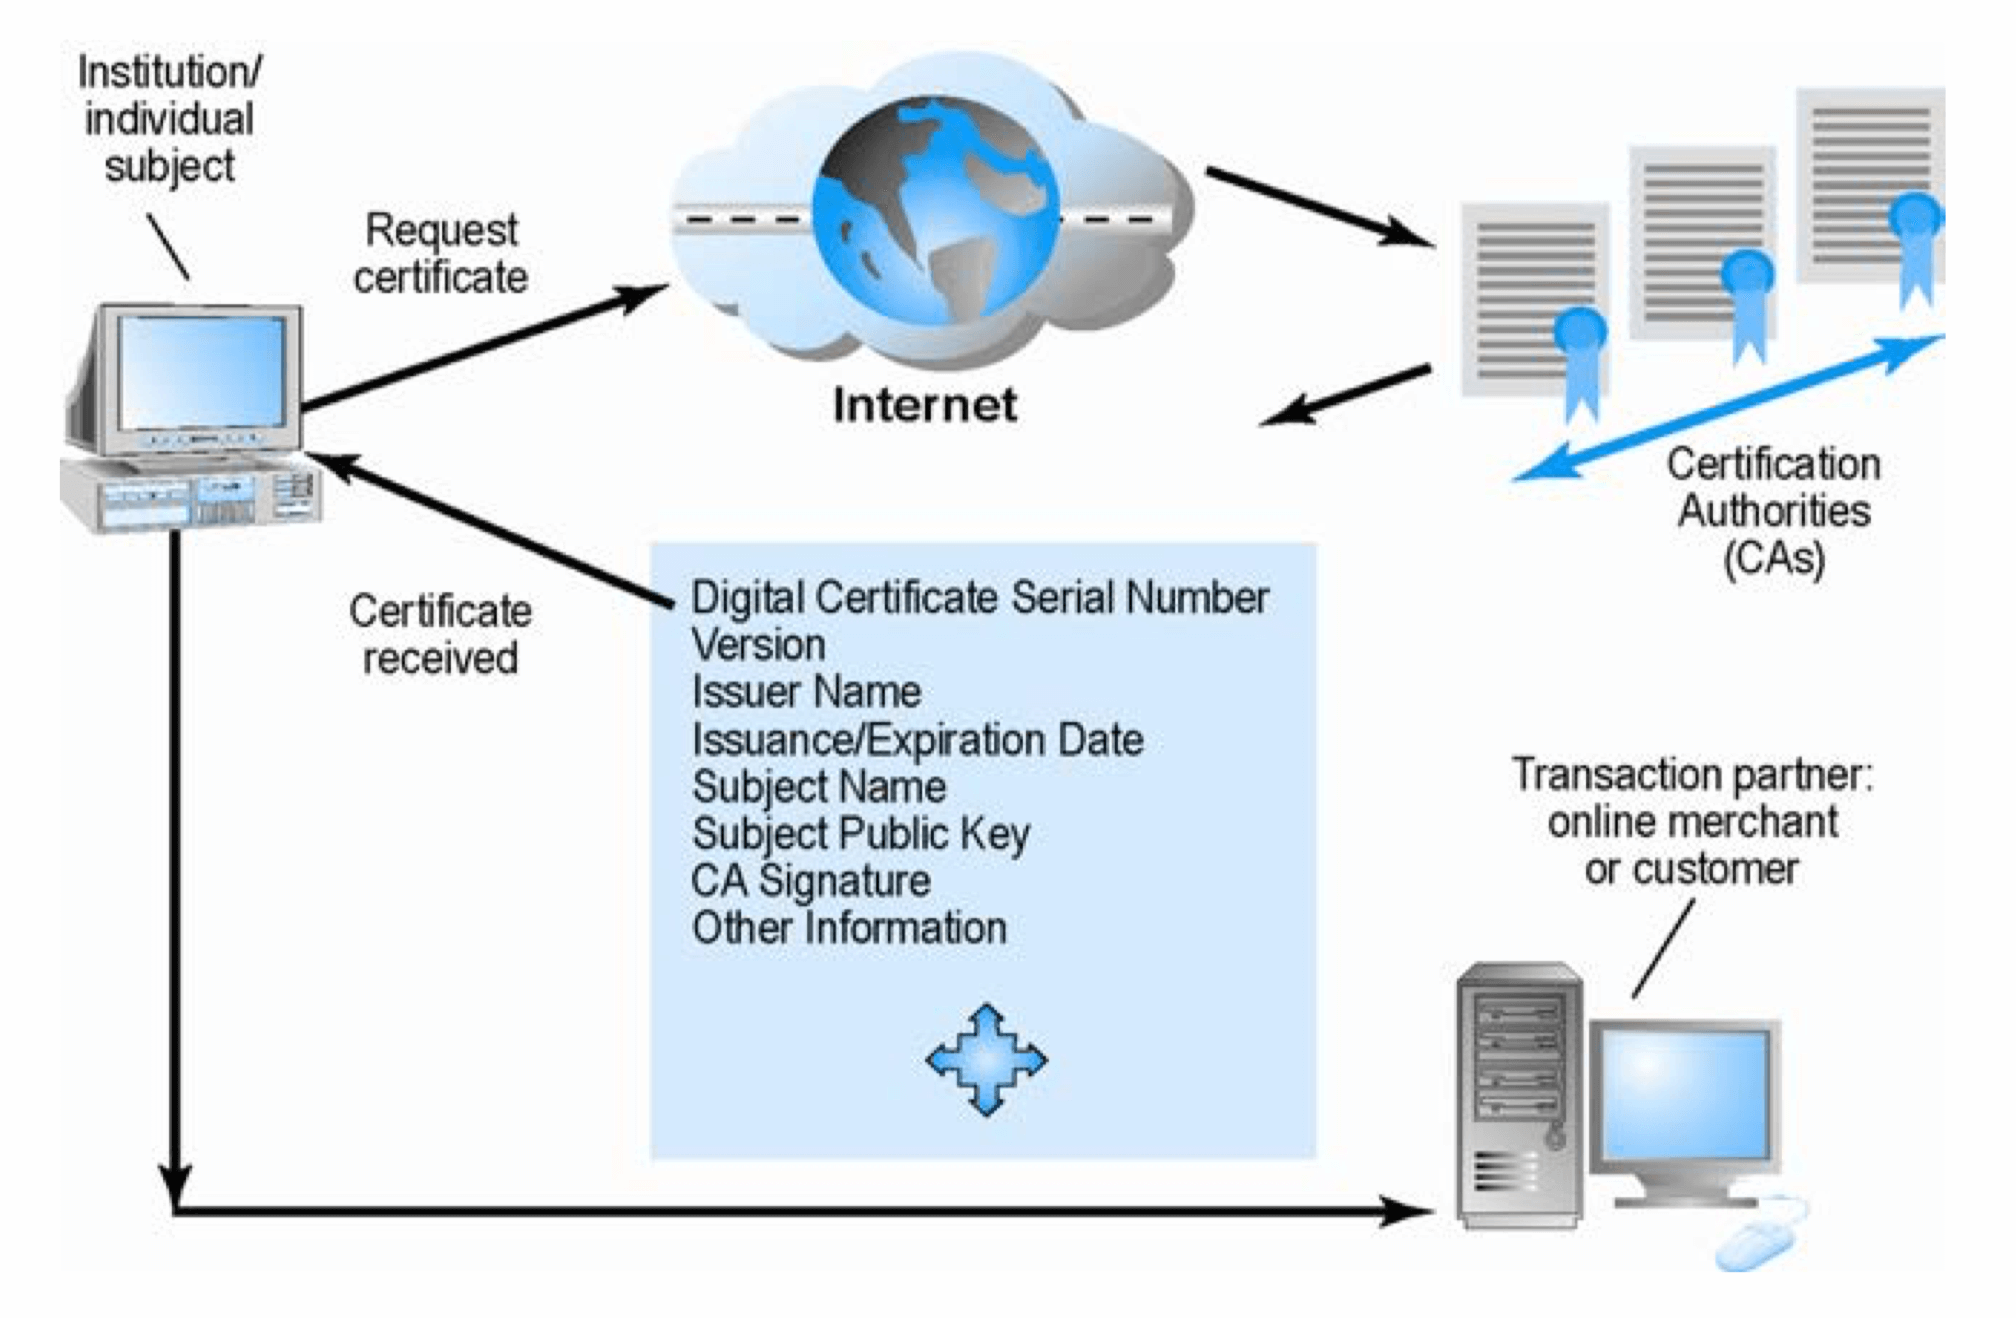 Institution/
individual
subject
Request
certificate
Internet
Certification
Authorities
(CAs)
Certificate
received
Digital Certificate Serial Number
Version
Issuer Name
Issuance/Expiration Date
Subject Name
Subject Public Key
CA Signature
Other Information
Transaction partner:
online merchant
or customer